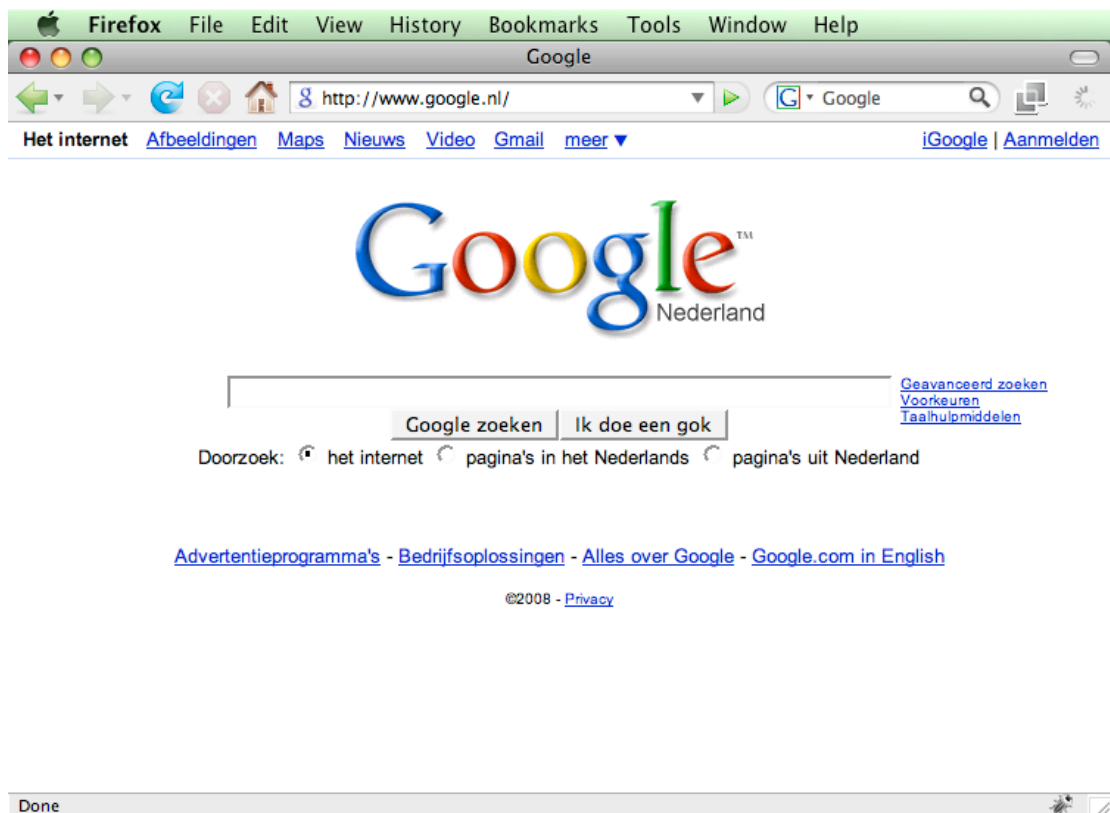 Firefox File Edit View History Bookmarks Tools Window Help
Google
http://www.google.nl/ G Google
Het internet Afbeeldingen Maps Nieuws Video Gmail meer ▼ iGoogle | Aanmelden
Google™
Nederland
Geavanceerd zoeken
Voorkeuren
Taalhulpmiddelen
Google zoeken Ik doe een gok
Doorzoek: het internet pagina's in het Nederlands pagina's uit Nederland
Advertentieprogramma's - Bedrijfsoplossingen - Alles over Google - Google.com in English
©2008 - Privacy
Done